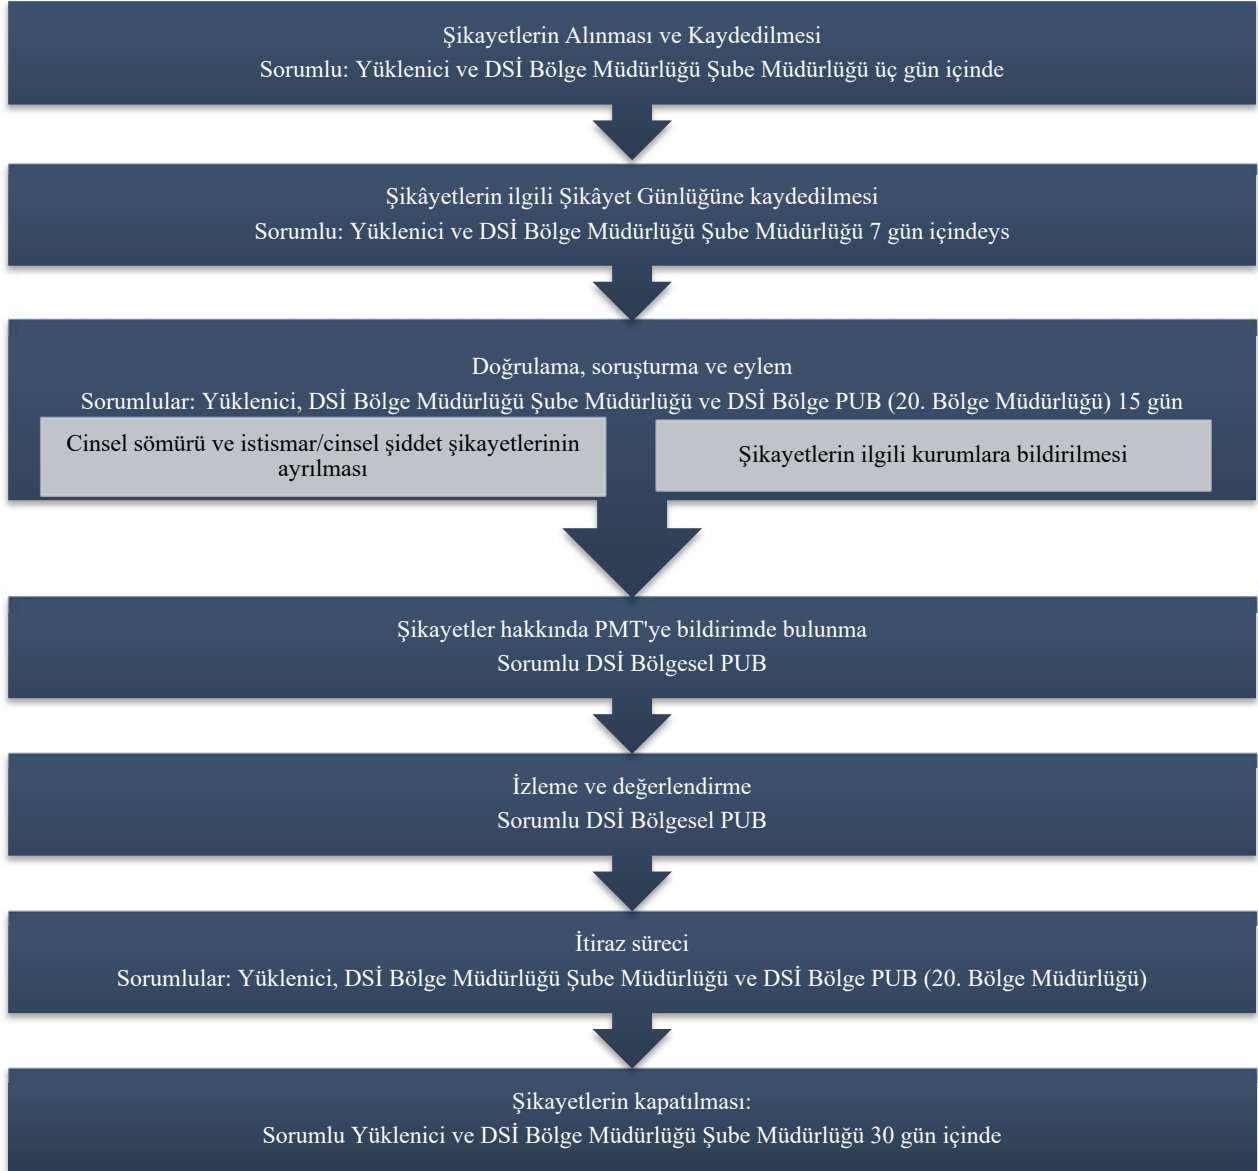 Şikayetlerin Alınması ve Kaydedilmesi
Sorumlu: Yüklenici ve DSİ Bölge Müdürlüğü Şube Müdürlüğü üç gün içinde
Şikâyetlerin ilgili Şikâyet Günlüğüne kaydedilmesi
Sorumlu: Yüklenici ve DSİ Bölge Müdürlüğü Şube Müdürlüğü 7 gün içindeys
Doğrulama, soruşturma ve eylem
Sorumlular: Yüklenici, DSİ Bölge Müdürlüğü Şube Müdürlüğü ve DSİ Bölge PUB (20. Bölge Müdürlüğü) 15 gün
Cinsel sömürü ve istismar/cinsel şiddet şikayetlerinin
ayrılması
Şikayetlerin ilgili kurumlara bildirilmesi
Şikayetler hakkında PMT'ye bildirimde bulunma
Sorumlu DSİ Bölgesel PUB
İzleme ve değerlendirme
Sorumlu DSİ Bölgesel PUB
İtiraz süreci
Sorumlular: Yüklenici, DSİ Bölge Müdürlüğü Şube Müdürlüğü ve DSİ Bölge PUB (20. Bölge Müdürlüğü)
Şikayetlerin kapatılması:
Sorumlu Yüklenici ve DSİ Bölge Müdürlüğü Şube Müdürlüğü 30 gün içinde